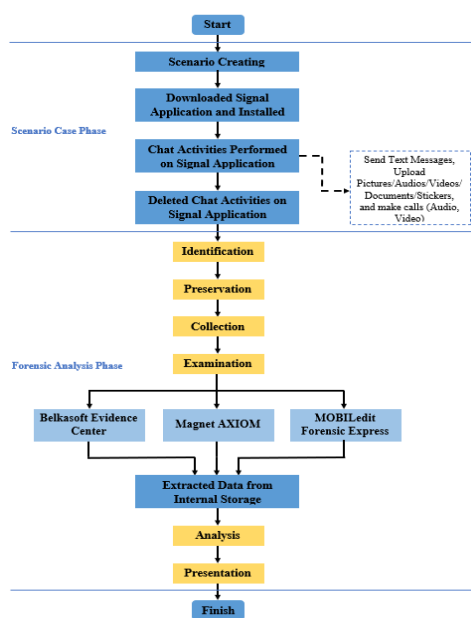 Start
Scenario Creating
Downloaded Signal
Application and Installed
Scenario Case Phase
Chat Activities Performed
on Signal Application
Send Text Messages,
Upload
Pictures/Audios/Videos/
Documents/Stickers,
and make calls (Audio,
Video)
Deleted Chat Activities on
Signal Application
Identification
Preservation
Collection
Forensic Analysis Phase
Examination
Belkasoft Evidence
Center
Magnet AXIOM
MOBILedit
Forensic Express
Extracted Data from
Internal Storage
Analysis
Presentation
Finish